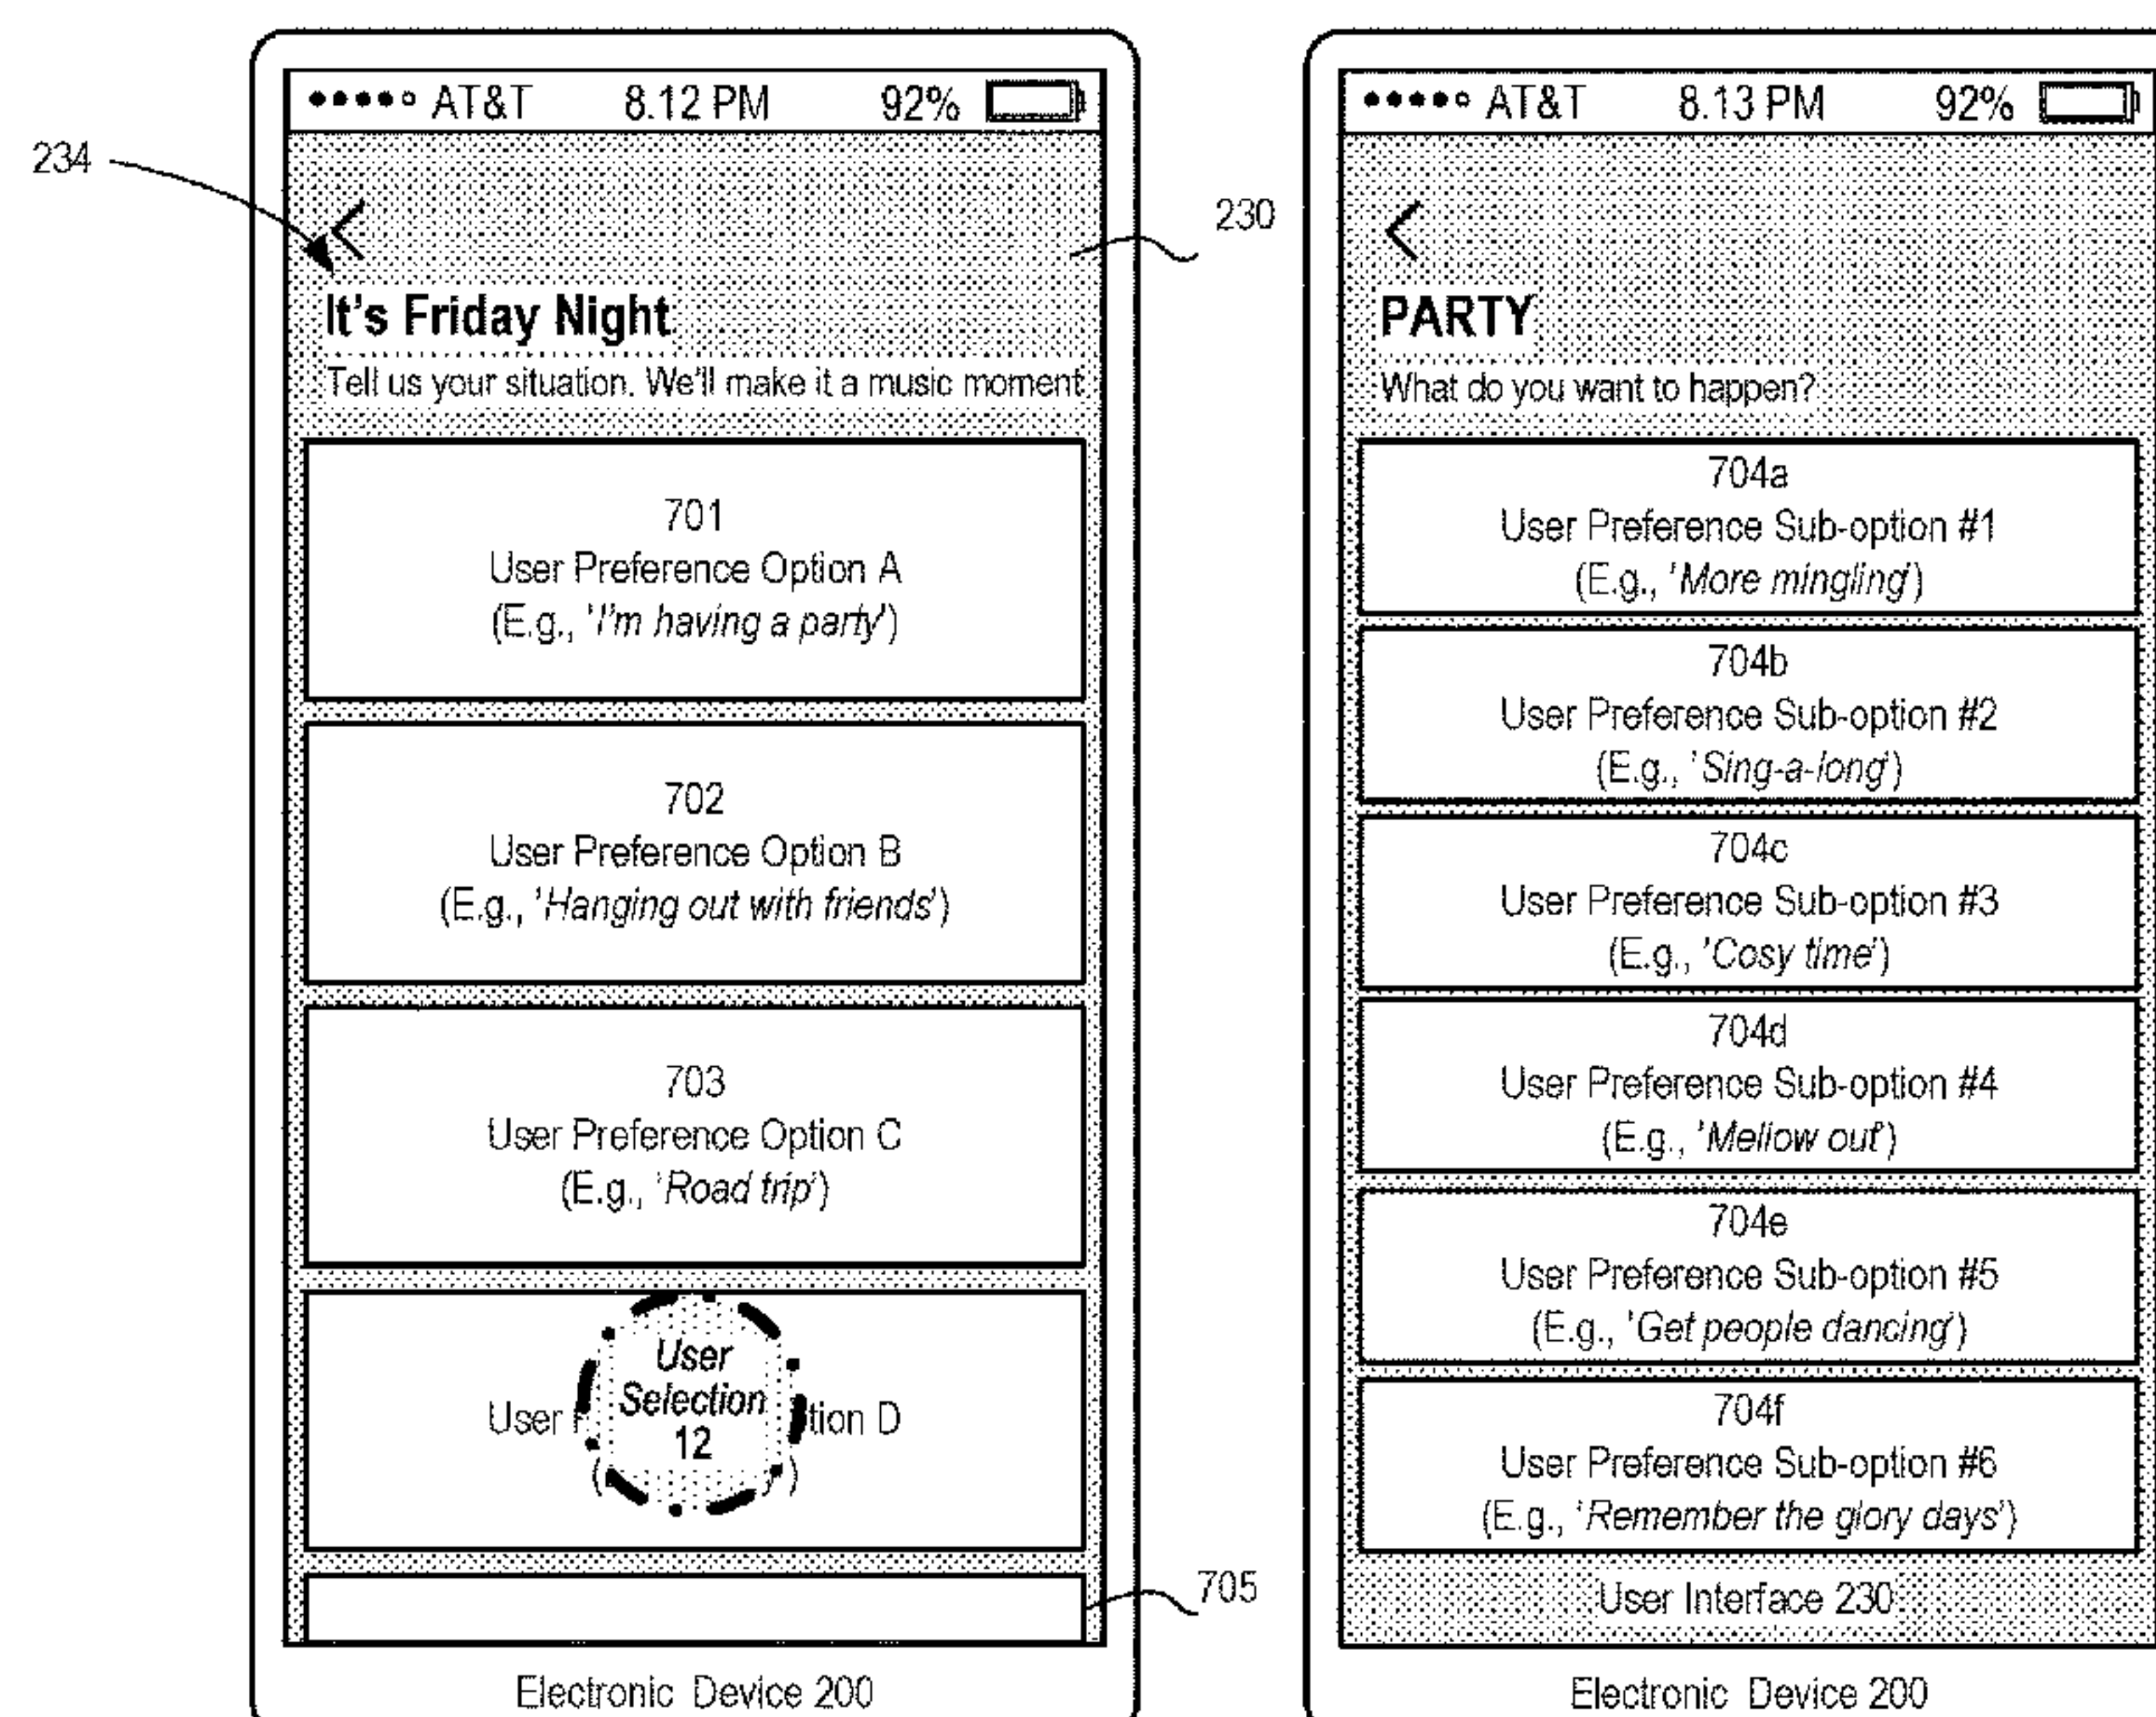 234
AT&T 8.12 PM 92%
It's Friday Night
Tell us your situation. We'll make it a music moment
701
User Preference Option A
(E.g., 'I'm having a party')
702
User Preference Option B
(E.g., 'Hanging out with friends')
703
User Preference Option C
(E.g., 'Road trip')
User tion D
User
Selection
12
705
Electronic Device 200
230
AT&T 8.13 PM 92%
PARTY
What do you want to happen?
704a
User Preference Sub-option #1
(E.g., 'More mingling')
704b
User Preference Sub-option #2
(E.g., 'Sing-a-long')
704c
User Preference Sub-option #3
(E.g., 'Cosy time')
704d
User Preference Sub-option #4
(E.g., 'Mellow out')
704e
User Preference Sub-option #5
(E.g., 'Get people dancing')
704f
User Preference Sub-option #6
(E.g., 'Remember the glory days')
User Interface 230
Electronic Device 200